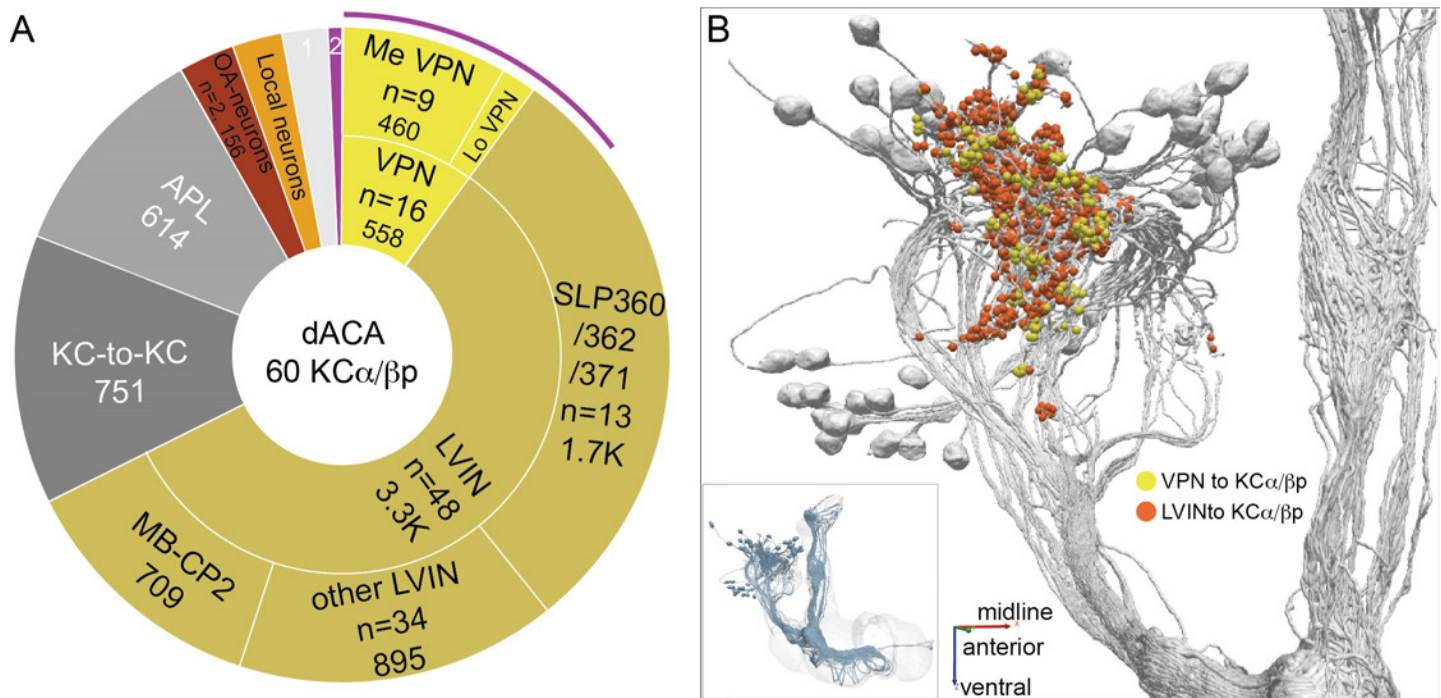 A
Me VPN
n=9
460
Lo VPN
VPN
n=16
558
SLP360
/362
/371
n=13
1.7K
LVIN
n=48
3.3K
other LVIN
n=34
895
MB-CP2
709
KC-to-KC
751
APL
614
OA-neurons
n=2, 156
Local neurons
1
2
dACA
60 KCα/βp
B
VPN to KCα/βp
LVINto KCα/βp
midline
x
anterior
ventral
z